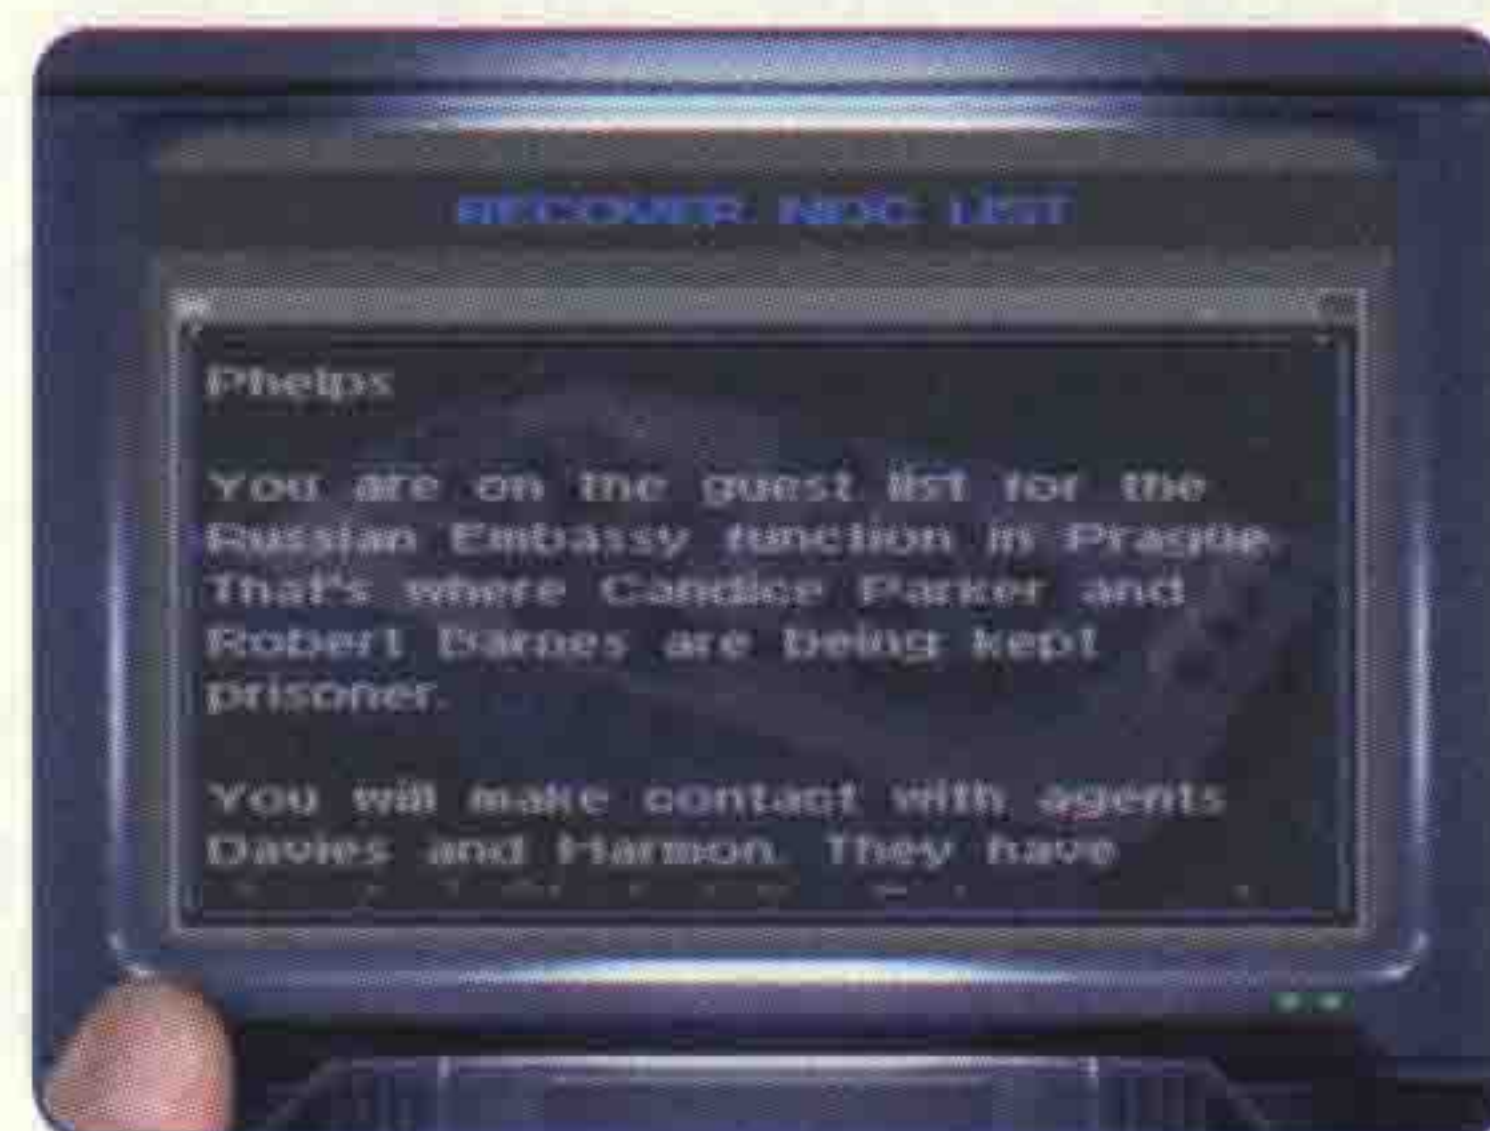 RECOVER NOC LIST
Phelps
You are on the guest list for the
Russian Embassy function in Prague.
That's where Candice Parker and
Robert Barnes are being kept
prisoner.
You will make contact with agents
Davies and Harmon. They have